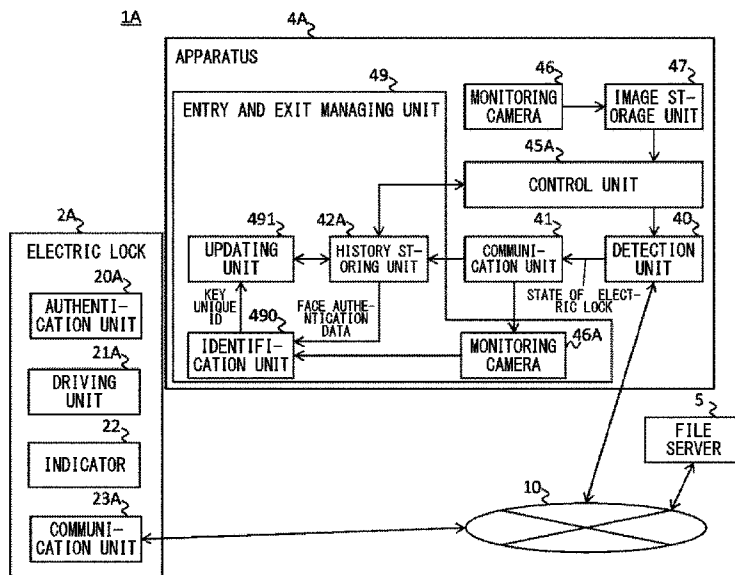 1A
4A
APPARATUS
49
ENTRY AND EXIT MANAGING UNIT
46
MONITORING
CAMERA
47
IMAGE ST-
ORAGE UNIT
45A
CONTROL UNIT
2A
ELECTRIC LOCK
491
UPDATING
UNIT
42A
HISTORY ST-
ORING UNIT
41
COMMUNI-
CATION UNIT
40
DETECTION
UNIT
20A
AUTHENTI-
CATION UNIT
KEY
UNIQUE
ID
490
FACE AUTHE-
NTICATION
DATA
STATE OF ELECT-
RIC LOCK
IDENTIFI-
CATION UNIT
MONITORING
CAMERA
46A
21A
DRIVING
UNIT
22
INDICATOR
5
FILE
SERVER
23A
COMMUNI-
CATION UNIT
10